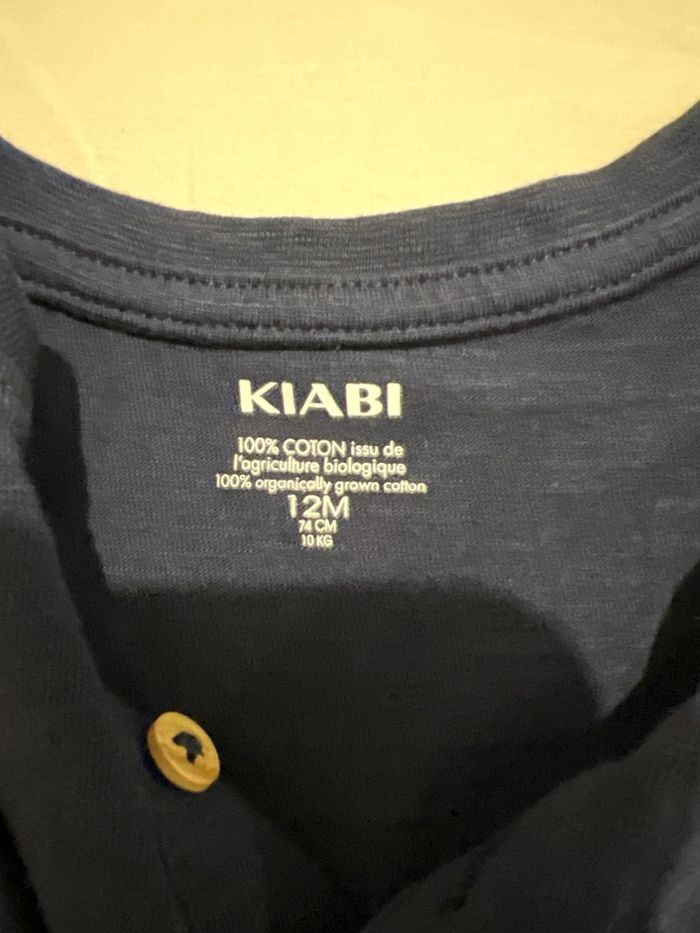 KIABI
100% COTON issu de
l'agriculture biologique
100% organically grown cotton
12M
74 CM
10 KG